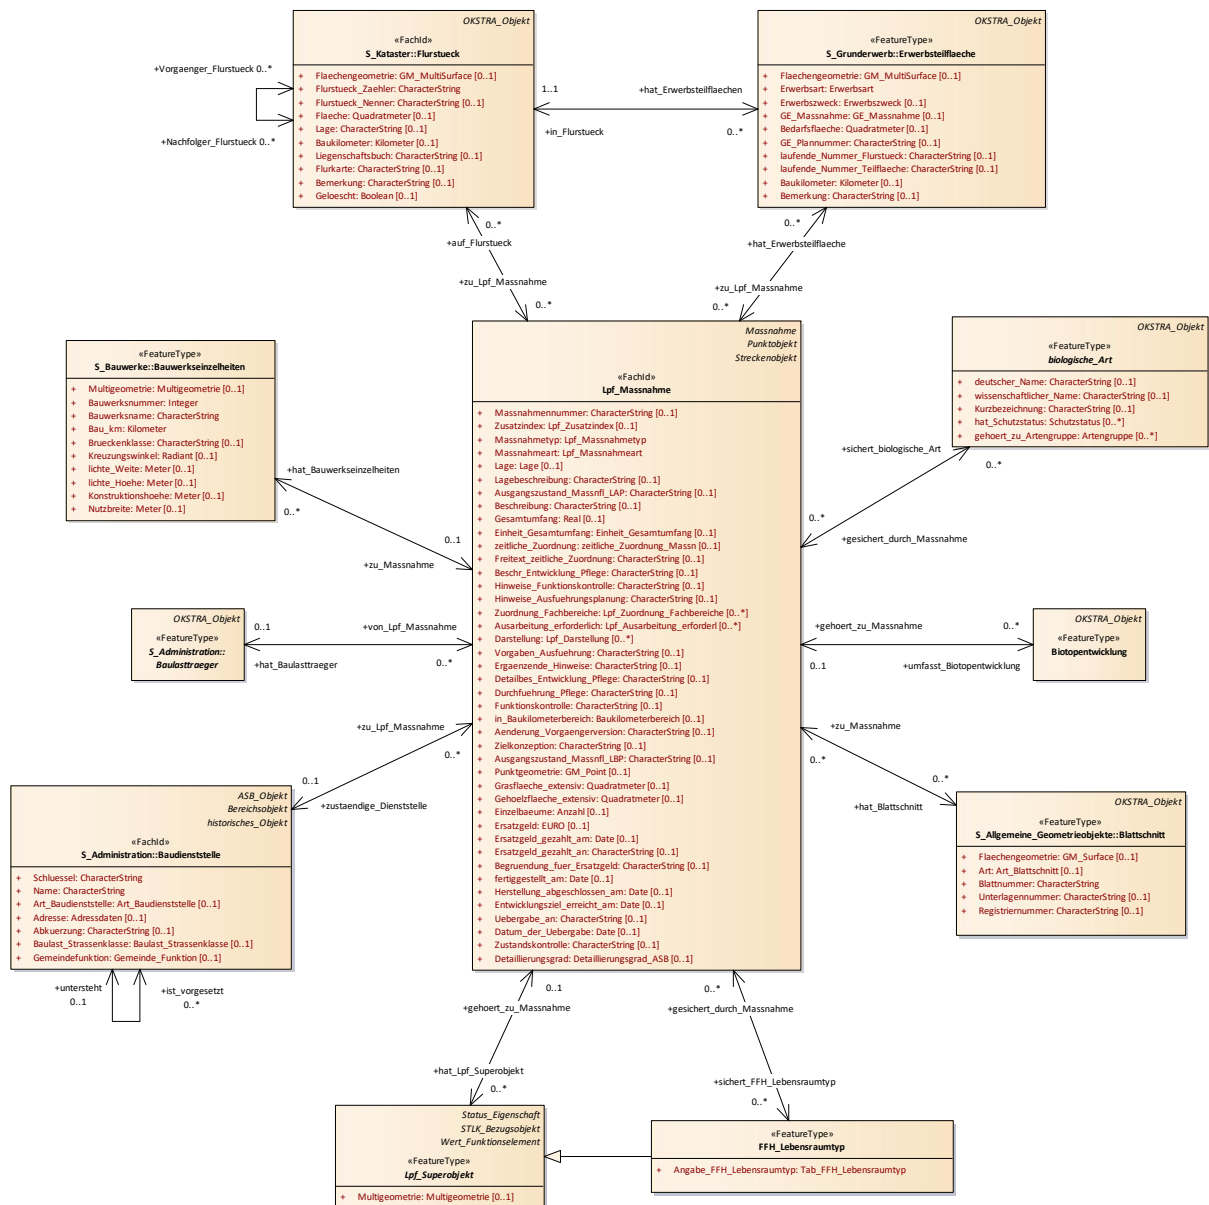 OKSTRA_Objekt
«FachId»
S_Kataster::Flurstueck
+ Flaechengeometrie: GM_MultiSurface [0..1]
+ Flurstueck_Zaehler: CharacterString
+ Flurstueck_Nenner: CharacterString [0..1]
+ Flaeche: Quadratmeter [0..1]
+ Lage: CharacterString [0..1]
+ Baukilometer: Kilometer [0..1]
+ Liegenschaftsbuch: CharacterString [0..1]
+ Flurkarte: CharacterString [0..1]
+ Bemerkung: CharacterString [0..1]
+ Geloescht: Boolean [0..1]
+Vorgaenger_Flurstueck 0..*
+Nachfolger_Flurstueck 0..*
1..1
+hat_Erwerbsteilflaechen
+in_Flurstueck
0..*
OKSTRA_Objekt
«FeatureType»
S_Grunderwerb::Erwerbsteilflaeche
+ Flaechengeometrie: GM_MultiSurface [0..1]
+ Erwerbsart: Erwerbsart
+ Erwerbszweck: Erwerbszweck [0..1]
+ GE_Massnahme: GE_Massnahme [0..1]
+ Bedarfsflaeche: Quadratmeter [0..1]
+ GE_Plannummer: CharacterString [0..1]
+ laufende_Nummer_Flurstueck: CharacterString [0..1]
+ laufende_Nummer_Teilflaeche: CharacterString [0..1]
+ Baukilometer: Kilometer [0..1]
+ Bemerkung: CharacterString [0..1]
0..*
+auf_Flurstueck
+zu_Lpf_Massnahme
0..*
0..*
+hat_Erwerbsteilflaeche
+zu_Lpf_Massnahme
0..*
«FeatureType»
S_Bauwerke::Bauwerkseinzelheiten
+ Multigeometrie: Multigeometrie [0..1]
+ Bauwerksnummer: Integer
+ Bauwerksname: CharacterString
+ Bau_km: Kilometer
+ Brueckenklasse: CharacterString [0..1]
+ Kreuzungswinkel: Radiant [0..1]
+ lichte_Weite: Meter [0..1]
+ lichte_Hoehe: Meter [0..1]
+ Konstruktionshoehe: Meter [0..1]
+ Nutzbreite: Meter [0..1]
+hat_Bauwerkseinzelheiten
0..*
0..1
+zu_Massnahme
Massnahme
Punktobjekt
Streckenobjekt
«FachId»
Lpf_Massnahme
+ Massnahmennummer: CharacterString [0..1]
+ Zusatzindex: Lpf_Zusatzindex [0..1]
+ Massnahmetyp: Lpf_Massnahmetyp
+ Massnahmeart: Lpf_Massnahmeart
+ Lage: Lage [0..1]
+ Lagebeschreibung: CharacterString [0..1]
+ Ausgangszustand_Massnfl_LAP: CharacterString [0..1]
+ Beschreibung: CharacterString [0..1]
+ Gesamtumfang: Real [0..1]
+ Einheit_Gesamtumfang: Einheit_Gesamtumfang [0..1]
+ zeitliche_Zuordnung: zeitliche_Zuordnung_Massn [0..1]
+ Freitext_zeitliche_Zuordnung: CharacterString [0..1]
+ Beschr_Entwicklung_Pflege: CharacterString [0..1]
+ Hinweise_Funktionskontrolle: CharacterString [0..1]
+ Hinweise_Ausfuehrungsplanung: CharacterString [0..1]
+ Zuordnung_Fachbereiche: Lpf_Zuordnung_Fachbereiche [0..*]
+ Ausarbeitung_erforderlich: Lpf_Ausarbeitung_erforderl [0..*]
+ Darstellung: Lpf_Darstellung [0..*]
+ Vorgaben_Ausfuehrung: CharacterString [0..1]
+ Ergaenzende_Hinweise: CharacterString [0..1]
+ Detailbes_Entwicklung_Pflege: CharacterString [0..1]
+ Durchfuehrung_Pflege: CharacterString [0..1]
+ Funktionskontrolle: CharacterString [0..1]
+ in_Baukilometerbereich: Baukilometerbereich [0..1]
+ Aenderung_Vorgaengerversion: CharacterString [0..1]
+ Zielkonzeption: CharacterString [0..1]
+ Ausgangszustand_Massnfl_LBP: CharacterString [0..1]
+ Punktgeometrie: GM_Point [0..1]
+ Grasflaeche_extensiv: Quadratmeter [0..1]
+ Gehoelzflaeche_extensiv: Quadratmeter [0..1]
+ Einzelbaeume: Anzahl [0..1]
+ Ersatzgeld: EURO [0..1]
+ Ersatzgeld_gezahlt_am: Date [0..1]
+ Ersatzgeld_gezahlt_an: CharacterString [0..1]
+ Begruendung_fuer_Ersatzgeld: CharacterString [0..1]
+ fertiggestellt_am: Date [0..1]
+ Herstellung_abgeschlossen_am: Date [0..1]
+ Entwicklungsziel_erreicht_am: Date [0..1]
+ Uebergabe_an: CharacterString [0..1]
+ Datum_der_Uebergabe: Date [0..1]
+ Zustandskontrolle: CharacterString [0..1]
+ Detaillierungsgrad: Detaillierungsgrad_ASB [0..1]
OKSTRA_Objekt
«FeatureType»
biologische_Art
+ deutscher_Name: CharacterString [0..1]
+ wissenschaftlicher_Name: CharacterString [0..1]
+ Kurzbezeichnung: CharacterString [0..1]
+ hat_Schutzstatus: Schutzstatus [0..*]
+ gehoert_zu_Artengruppe: Artengruppe [0..*]
+sichert_biologische_Art
0..*
0..*
+gesichert_durch_Massnahme
OKSTRA_Objekt
«FeatureType»
S_Administration::
Baulasttraeger
0..1
+von_Lpf_Massnahme
+hat_Baulasttraeger
0..*
+gehoert_zu_Massnahme
0..*
0..1
+umfasst_Biotopentwicklung
OKSTRA_Objekt
«FeatureType»
Biotopentwicklung
+zu_Lpf_Massnahme
0..*
0..1
+zustaendige_Dienststelle
+zu_Massnahme
0..*
0..*
+hat_Blattschnitt
ASB_Objekt
Bereichsobjekt
historisches_Objekt
«FachId»
S_Administration::Baudienststelle
+ Schluessel: CharacterString
+ Name: CharacterString
+ Art_Baudienststelle: Art_Baudienststelle [0..1]
+ Adresse: Adressdaten [0..1]
+ Abkuerzung: CharacterString [0..1]
+ Baulast_Strassenklasse: Baulast_Strassenklasse [0..1]
+ Gemeindefunktion: Gemeinde_Funktion [0..1]
+untersteht
0..1
+ist_vorgesetzt
0..*
OKSTRA_Objekt
«FeatureType»
S_Allgemeine_Geometrieobjekte::Blattschnitt
+ Flaechengeometrie: GM_Surface [0..1]
+ Art: Art_Blattschnitt [0..1]
+ Blattnummer: CharacterString
+ Unterlagennummer: CharacterString [0..1]
+ Registriernummer: CharacterString [0..1]
0..1
+gehoert_zu_Massnahme
+hat_Lpf_Superobjekt
0..*
0..*
+gesichert_durch_Massnahme
+sichert_FFH_Lebensraumtyp
0..*
Status_Eigenschaft
STLK_Bezugsobjekt
Wert_Funktionselement
«FeatureType»
Lpf_Superobjekt
+ Multigeometrie: Multigeometrie [0..1]
«FeatureType»
FFH_Lebensraumtyp
+ Angabe_FFH_Lebensraumtyp: Tab_FFH_Lebensraumtyp